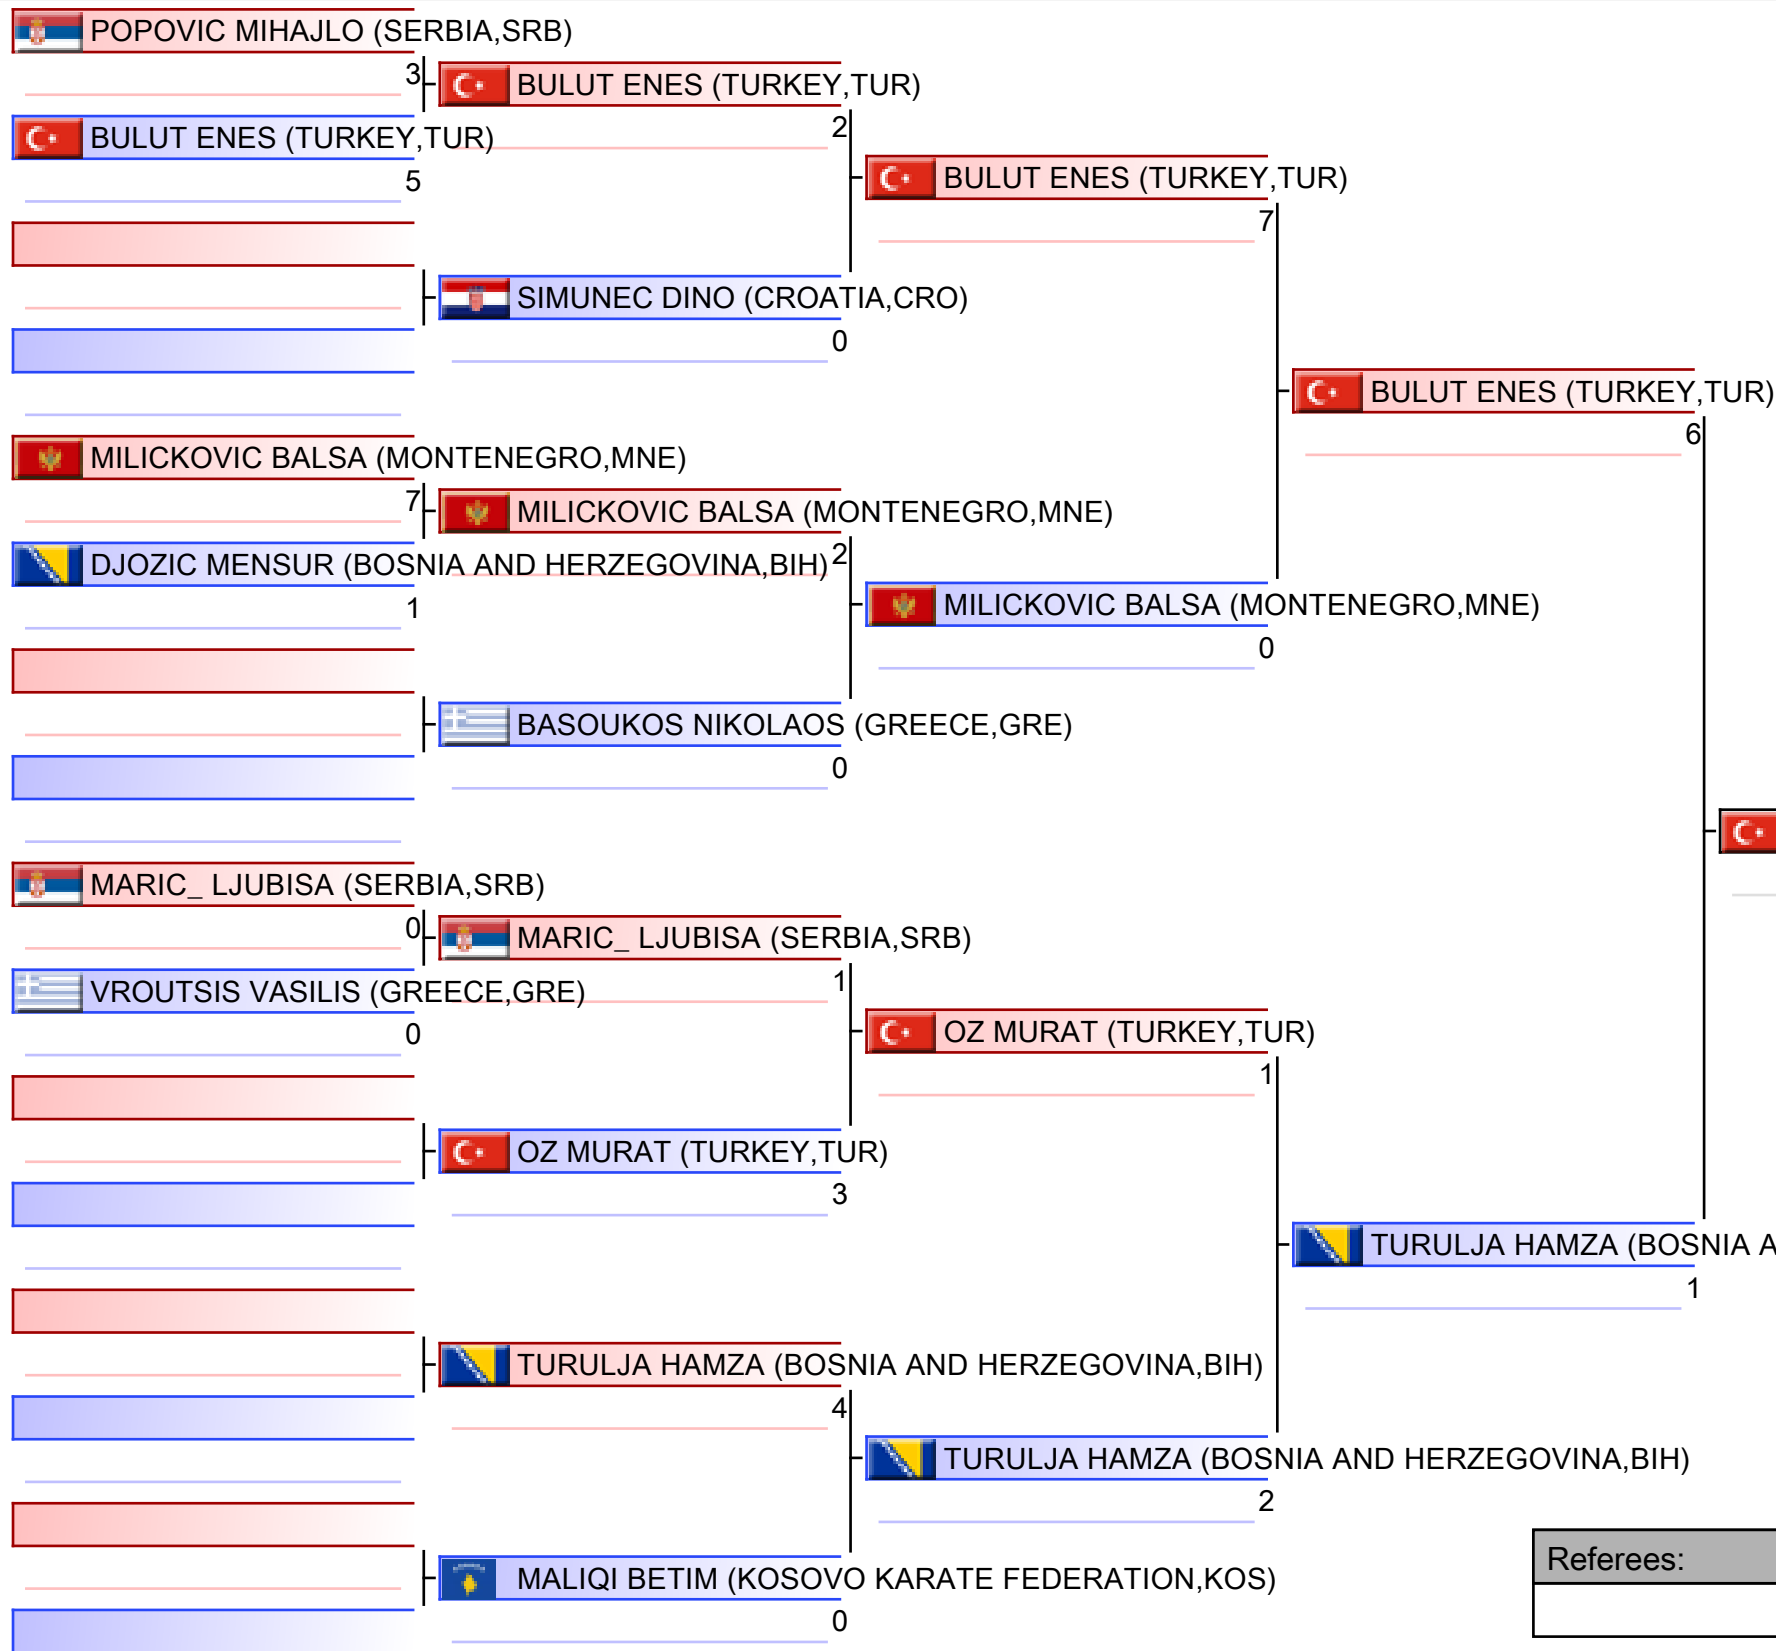 POPOVIC MIHAJLO (SERBIA,SRB)
3
BULUT ENES (TURKEY,TUR)
5
MILICKOVIC BALSA (MONTENEGRO,MNE)
7
DJOZIC MENSUR (BOSNIA AND HERZEGOVINA,BIH)
1
MARIC_ LJUBISA (SERBIA,SRB)
0
VROUTSIS VASILIS (GREECE,GRE)
0
BULUT ENES (TURKEY,TUR)
2
SIMUNEC DINO (CROATIA,CRO)
0
MILICKOVIC BALSA (MONTENEGRO,MNE)
2
BASOUKOS NIKOLAOS (GREECE,GRE)
0
MARIC_ LJUBISA (SERBIA,SRB)
1
OZ MURAT (TURKEY,TUR)
3
TURULJA HAMZA (BOSNIA AND HERZEGOVINA,BIH)
4
MALIQI BETIM (KOSOVO KARATE FEDERATION,KOS)
0
BULUT ENES (TURKEY,TUR)
7
MILICKOVIC BALSA (MONTENEGRO,MNE)
0
OZ MURAT (TURKEY,TUR)
1
TURULJA HAMZA (BOSNIA AND HERZEGOVINA,BIH)
2
BULUT ENES (TURKEY,TUR)
6
TURULJA HAMZA (BOSNIA A
1
Referees: